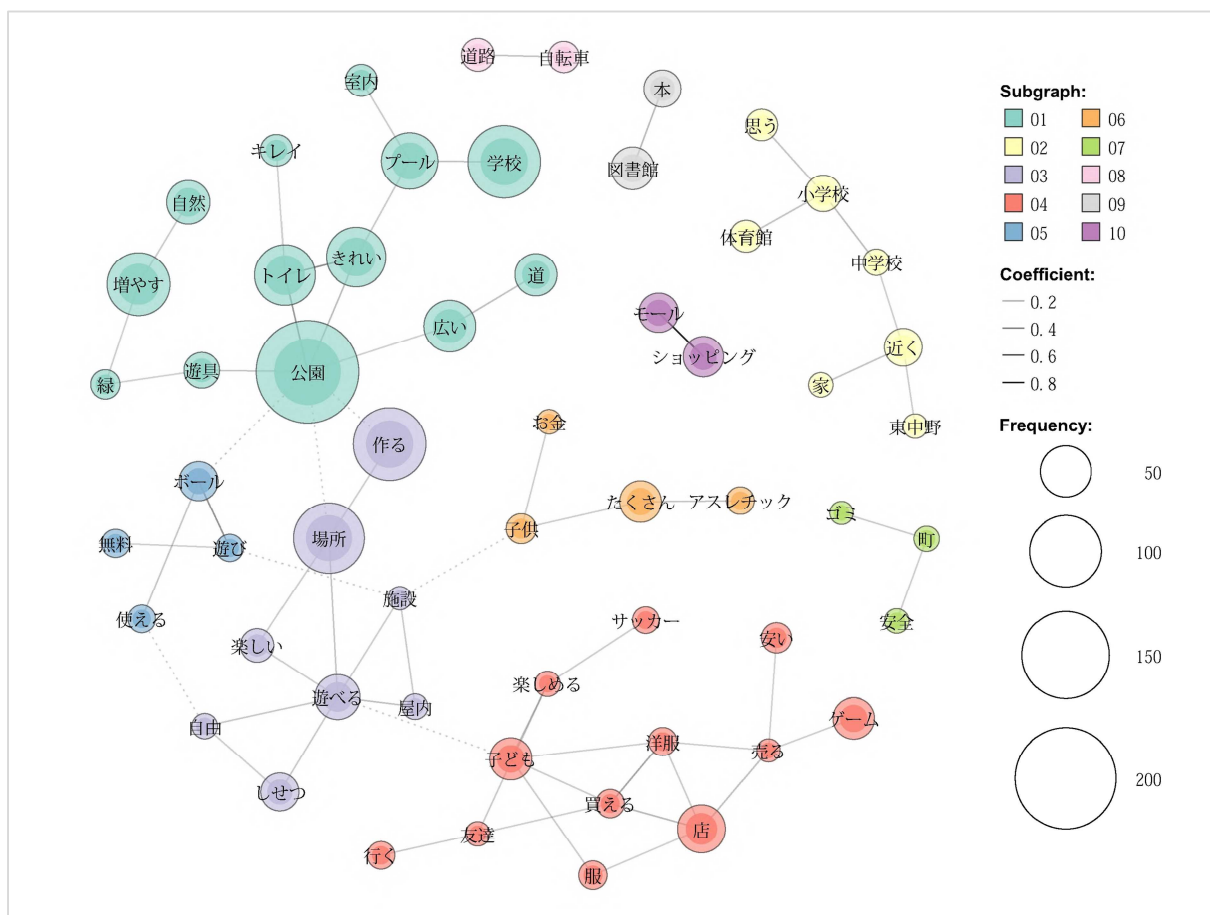 道路
自転車
室内
本
キレイ
プール
学校
図書館
思う
小学校
自然
体育館
中学校
増やす
トイレ
きれい
道
広い
モール
ショッピング
近く
緑
遊具
公園
家
東中野
作る
お金
ボール
たくさん
アスレチック
子供
ゴミ
無料
遊び
場所
町
施設
使える
楽しい
サッカー
安全
安い
遊べる
屋内
楽しめる
自由
ゲーム
洋服
売る
子ども
しせつ
買える
店
友達
行く
服
Subgraph:
01 06
02 07
03 08
04 09
05 10
Coefficient:
0.2
0.4
0.6
0.8
Frequency:
50
100
150
200